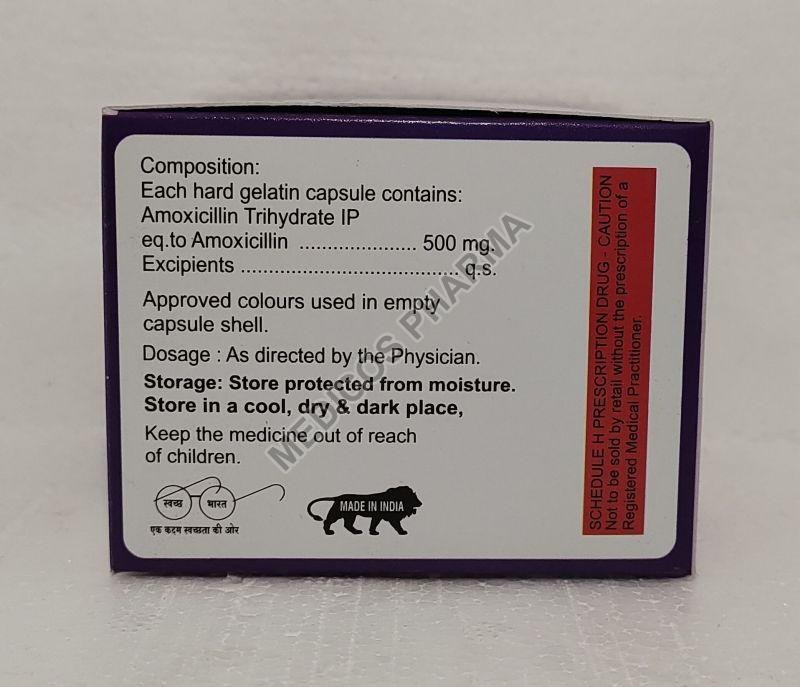 Composition:
Each hard gelatin capsule contains:
Amoxicillin Trihydrate IP
eq.to Amoxicillin ..................... 500 mg.
Excipients ....................................... q.s.
Approved colours used in empty
capsule shell.
Dosage : As directed by the Physician.
Storage: Store protected from moisture.
Store in a cool, dry & dark place,
Keep the medicine out of reach
of children.
स्वच्छ भारत
एक कदम स्वच्छता की ओर
MADE IN INDIA
SCHEDULE H PRESCRIPTION DRUG - CAUTION
Not to be sold by retail without the prescription of a
Registered Medical Practitioner.
MEDICOS PHARMA